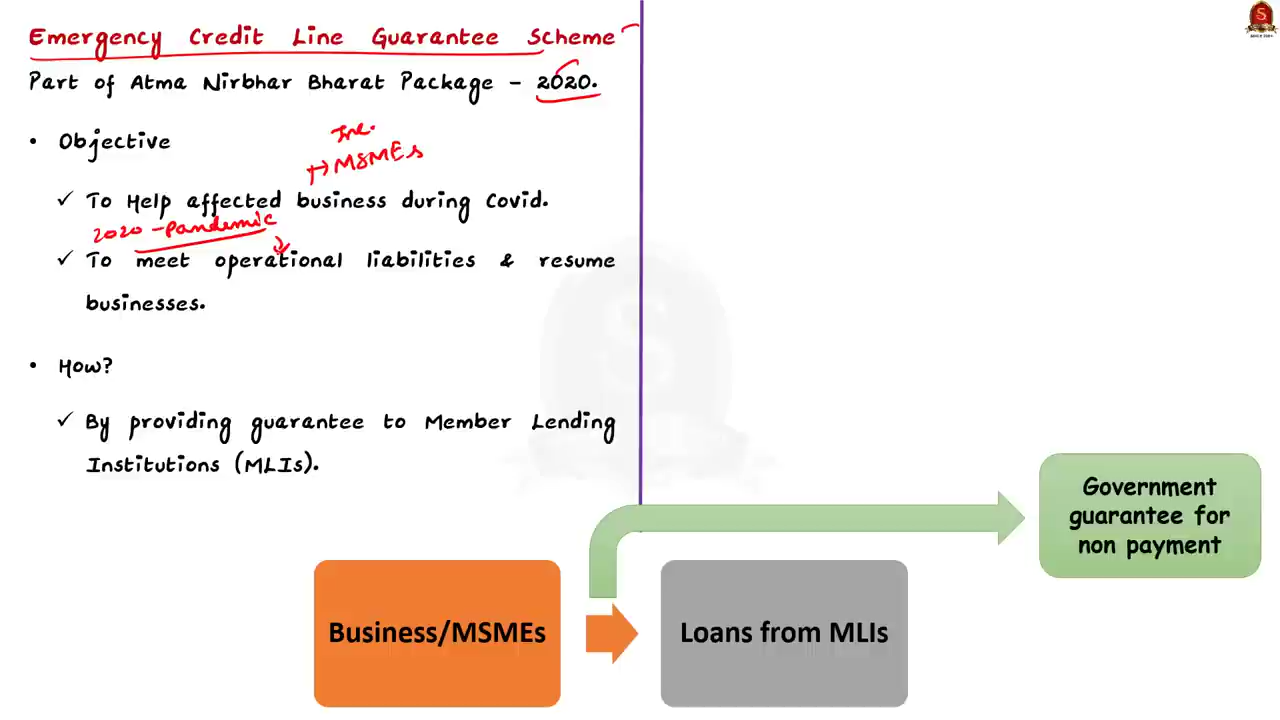 Emergency Credit Line Guarantee Scheme
Part of Atma Nirbhar Bharat Package - 2020.
• Objective
Inc.
→ MSMEs
✓ To Help affected business during Covid.
2020 - Pandemic
✓ To meet operational liabilities & resume
businesses.
• How?
✓ By providing guarantee to Member Lending
Institutions (MLIs).
Government
guarantee for
non payment
Business/MSMEs
Loans from MLIs
S